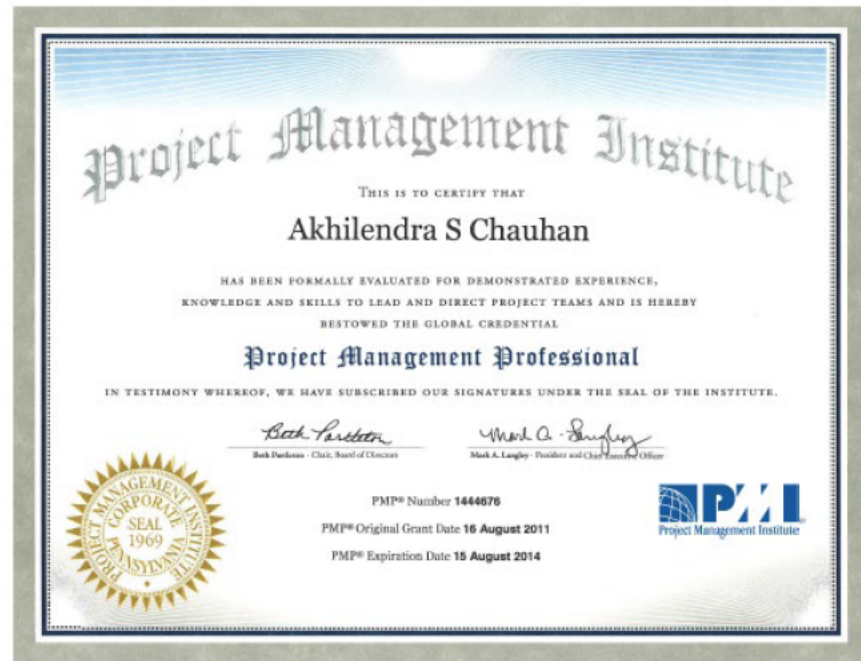 Project Management Institute
THIS IS TO CERTIFY THAT
Akhilendra S Chauhan
HAS BEEN FORMALLY EVALUATED FOR DEMONSTRATED EXPERIENCE,
KNOWLEDGE AND SKILLS TO LEAD AND DIRECT PROJECT TEAMS AND IS HEREBY
BESTOWED THE GLOBAL CREDENTIAL
Project Management Professional
IN TESTIMONY WHEREOF, WE HAVE SUBSCRIBED OUR SIGNATURES UNDER THE SEAL OF THE INSTITUTE.
Beth Partleton
Mark A. Langley
Beth Partleton - Chair, Board of Directors
Mark A. Langley - President and Chief Executive Officer
PROJECT MANAGEMENT INSTITUTE
CORPORATE
SEAL
1969
PENNSYLVANIA
PMP® Number 1444676
PMP® Original Grant Date 16 August 2011
PMP® Expiration Date 15 August 2014
PMI
Project Management Institute